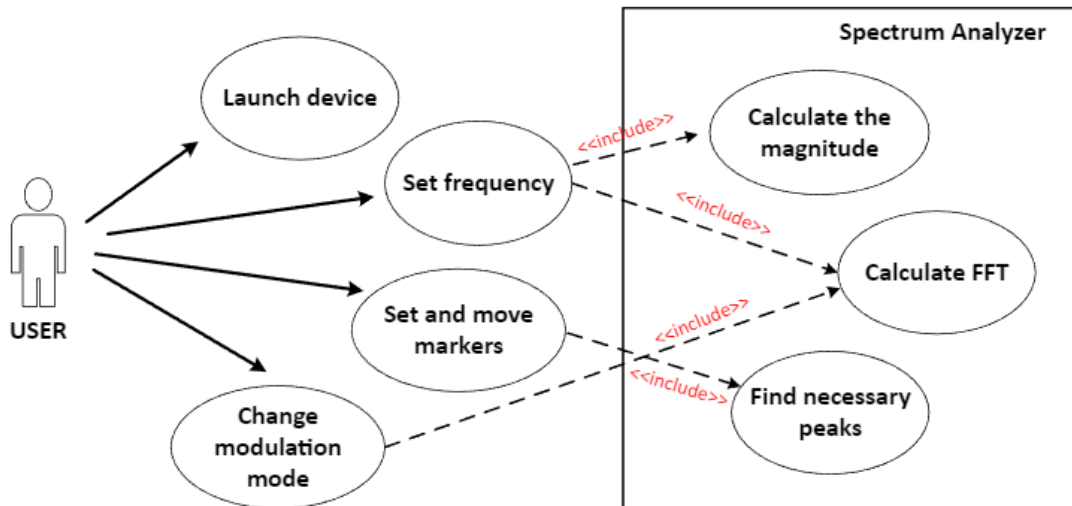 Spectrum Analyzer
Launch device
Calculate the
magnitude
<<include>>
Set frequency
<<include>>
Calculate FFT
USER
Set and move
markers
<<include>>
<<include>>
Find necessary
peaks
Change
modulation
mode